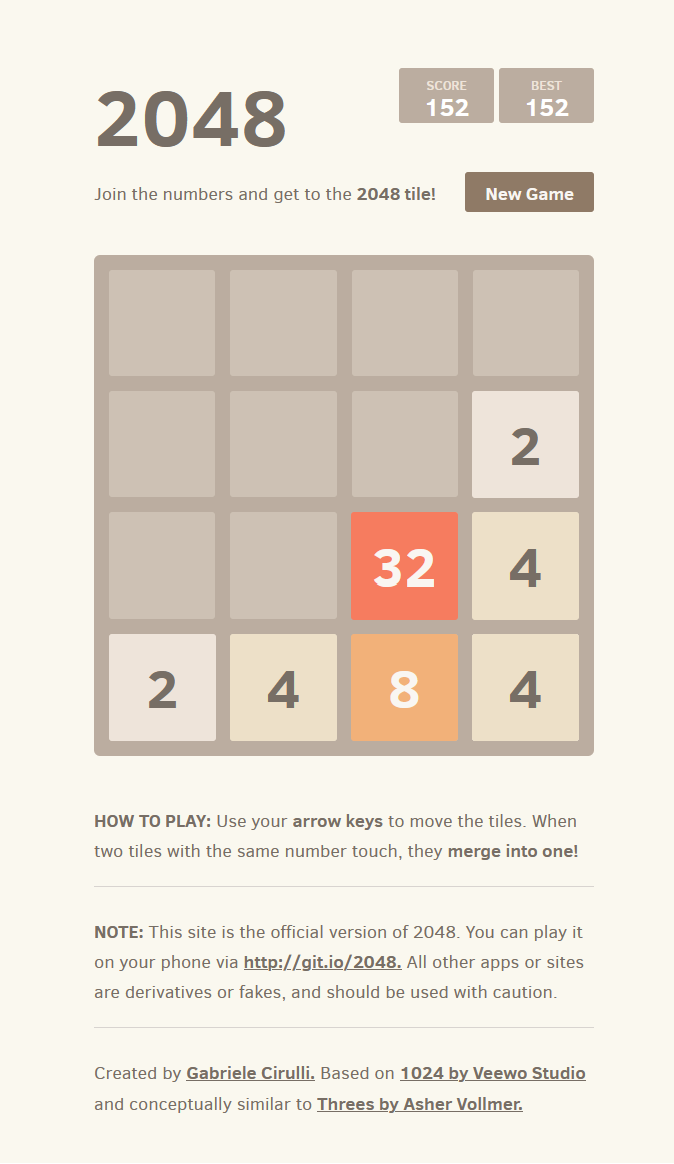 2048
SCORE
152
BEST
152
Join the numbers and get to the 2048 tile!
New Game
2
32 4
2 4 8 4
HOW TO PLAY: Use your arrow keys to move the tiles. When
two tiles with the same number touch, they merge into one!
NOTE: This site is the official version of 2048. You can play it
on your phone via http://git.io/2048. All other apps or sites
are derivatives or fakes, and should be used with caution.
Created by Gabriele Cirulli. Based on 1024 by Veewo Studio
and conceptually similar to Threes by Asher Vollmer.